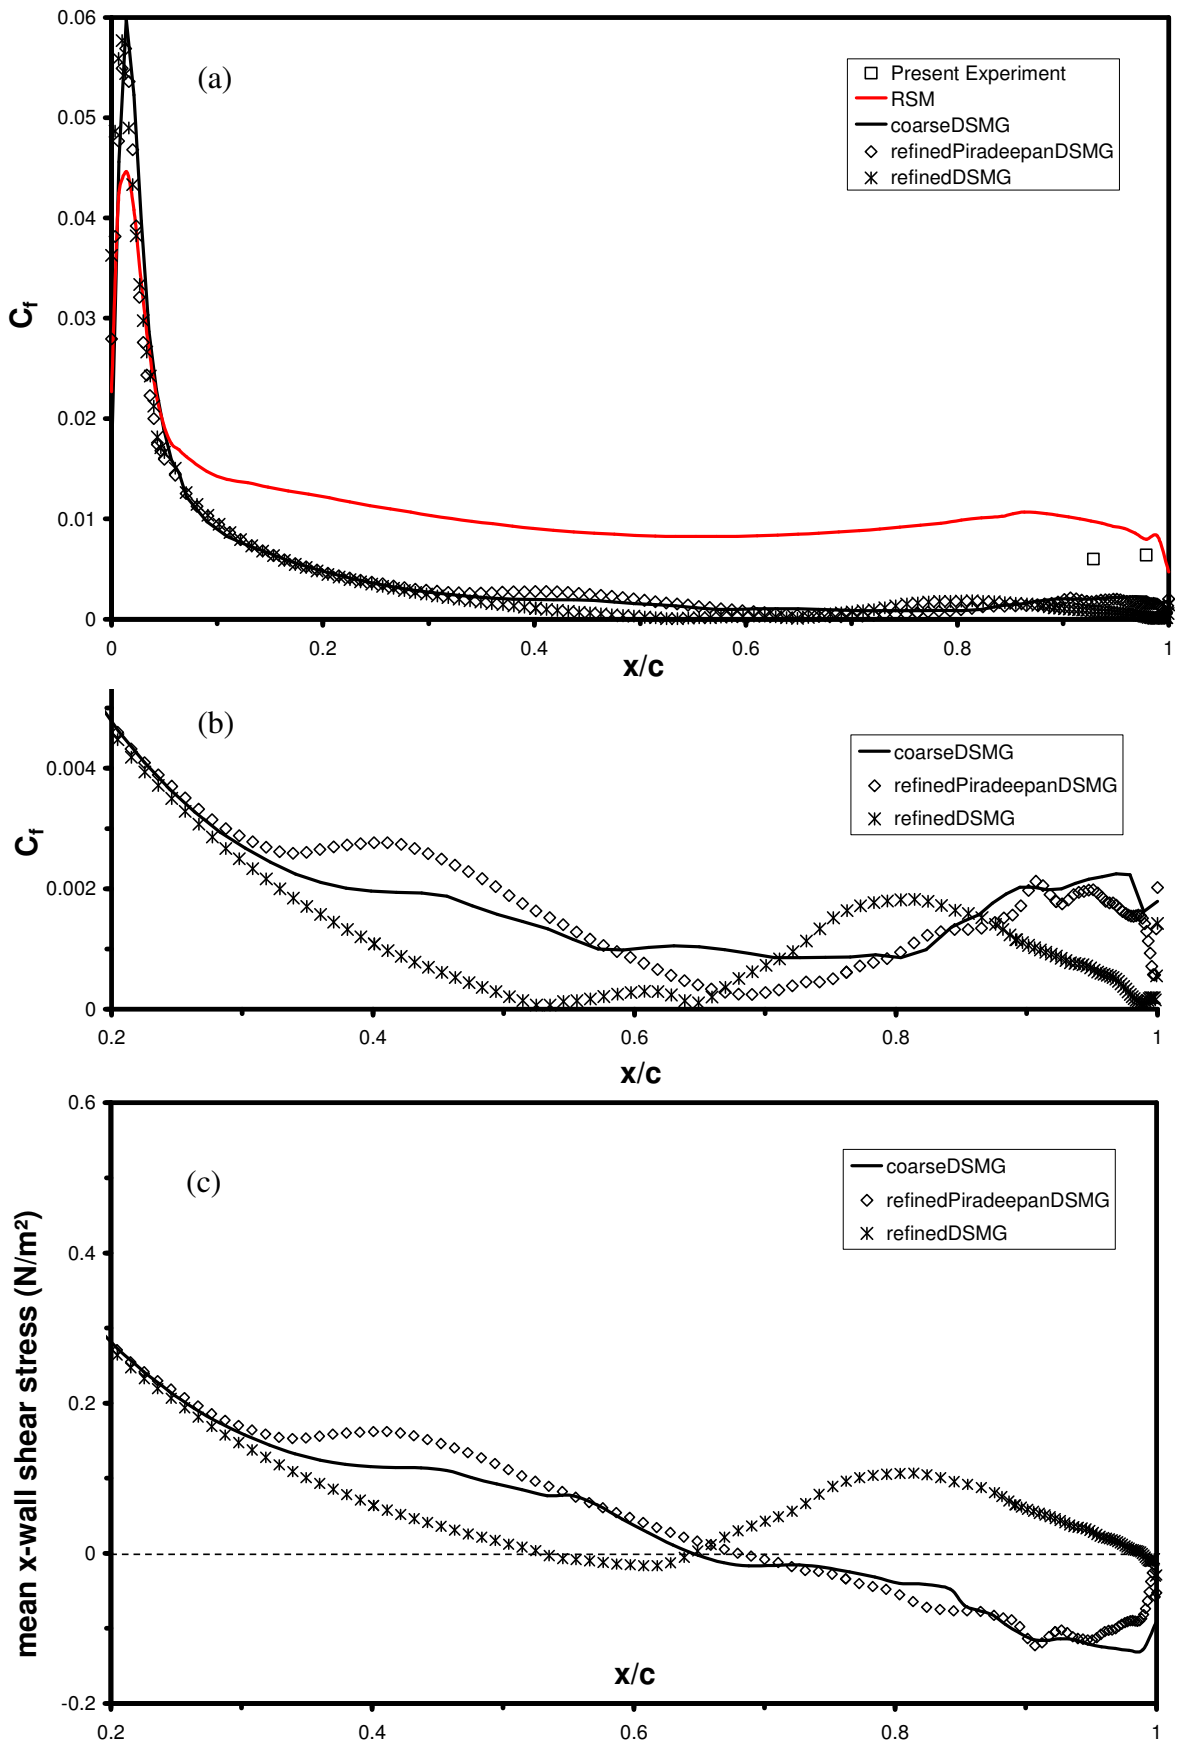 0.06
(a)
Present Experiment
RSM
coarseDSMG
refinedPiradeepanDSMG
refinedDSMG
0.05
0.04
0.03
0.02
0.01
0
Cf
0
0.2
0.4
0.6
0.8
1
x/c
(b)
coarseDSMG
refinedPiradeepanDSMG
refinedDSMG
0.004
0.002
0
Cf
0.2
0.4
0.6
0.8
1
x/c
0.6
(c)
coarseDSMG
refinedPiradeepanDSMG
refinedDSMG
0.4
0.2
0
-0.2
mean x-wall shear stress (N/m²)
x/c
0.2
0.4
0.6
0.8
1